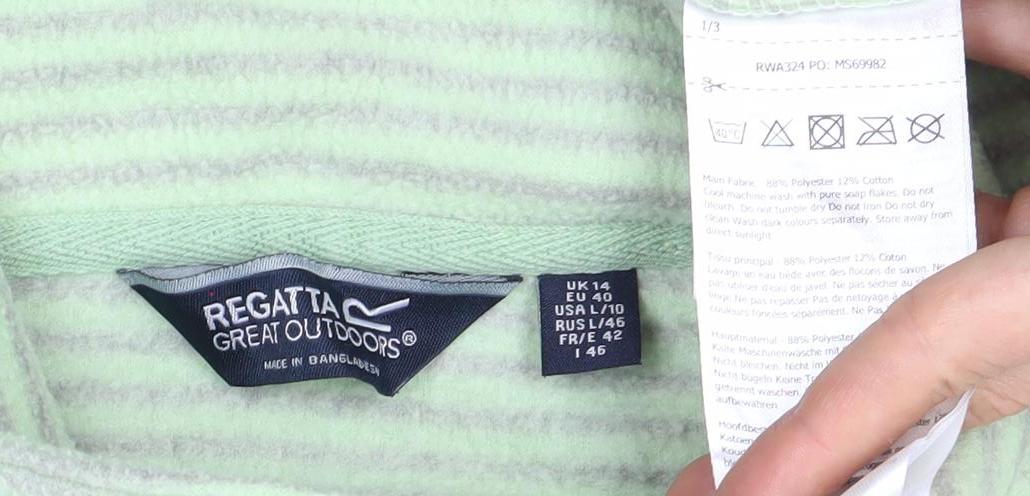 REGATTA
GREAT OUTDOORS®
MADE IN BANGLADESH
UK 14
EU 40
USA L/10
RUS L/46
FR/E 42
I 46
1/3
RWA324 PO: MS69982
40°C
Main Fabric - 88% Polyester 12% Cotton
Cool machine wash with pure soap flakes. Do not
bleach. Do not tumble dry Do not Iron Do not dry
clean Wash dark colours separately. Store away from
direct sunlight
Tissu principal - 88% Polyester 12% Coton
Lavam un eau tiède avec des flocons de savon. Ne
pas utiliser d'eau de javel. Ne pas sécher au
linge Ne pas repasser Pas de nettoyage à
couleurs foncées séparément. Ne Pas
Hauptmaterial - 88% Polyester
Kalte Maschinenwäsche mit
Nicht bleichen. Nicht im
Nicht bügeln Keine
getrennt waschen.
aufbewahren